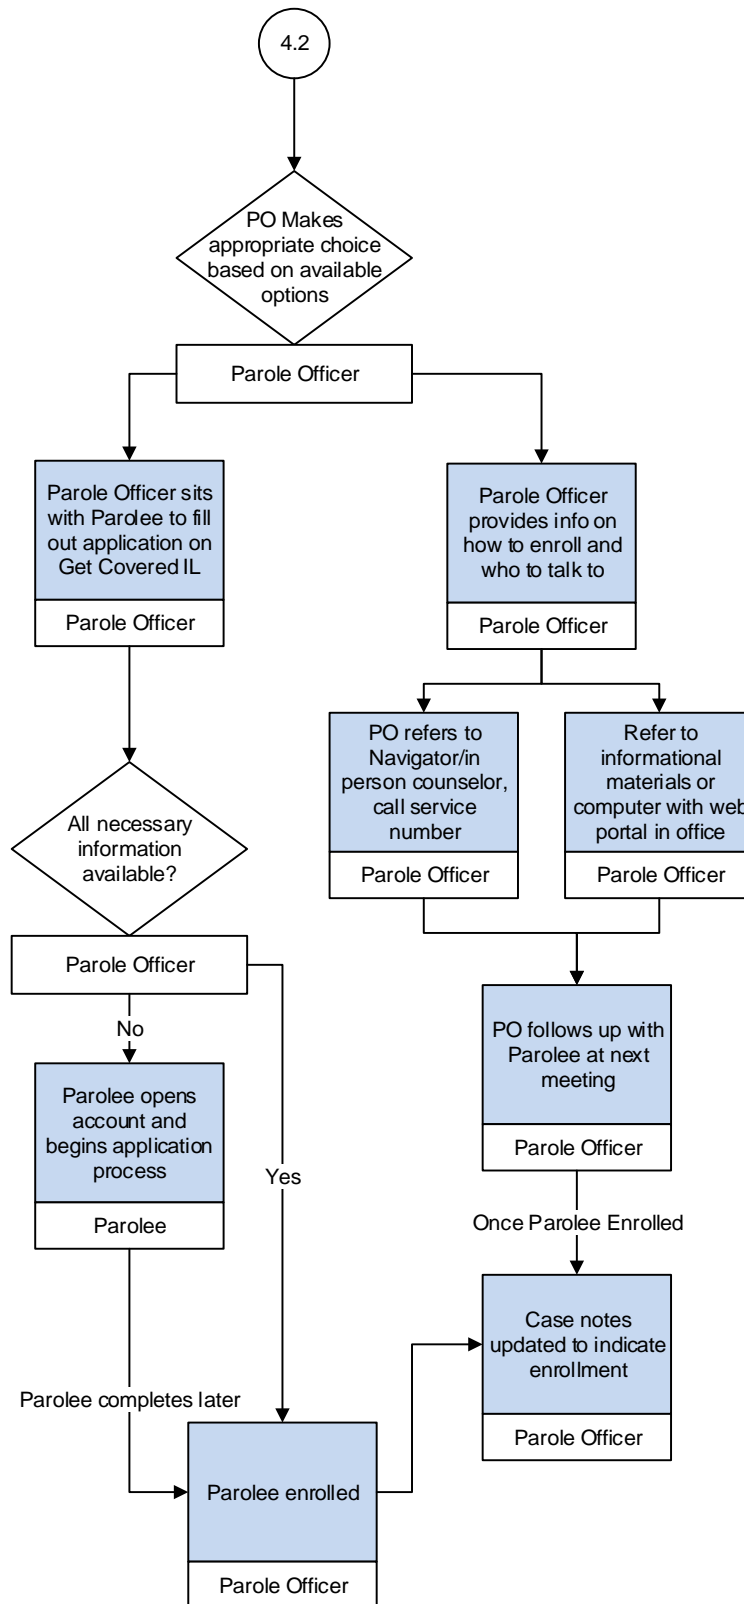 4.2
PO Makes
appropriate choice
based on available
options
Parole Officer
Parole Officer sits
with Parolee to fill
out application on
Get Covered IL
Parole Officer
Parole Officer
provides info on
how to enroll and
who to talk to
Parole Officer
PO refers to
Navigator/in
person counselor,
call service
number
Parole Officer
Refer to
informational
materials or
computer with web
portal in office
Parole Officer
All necessary
information
available?
Parole Officer
No
Yes
Parolee opens
account and
begins application
process
Parolee
PO follows up with
Parolee at next
meeting
Parole Officer
Once Parolee Enrolled
Case notes
updated to indicate
enrollment
Parole Officer
Parolee completes later
Parolee enrolled
Parole Officer